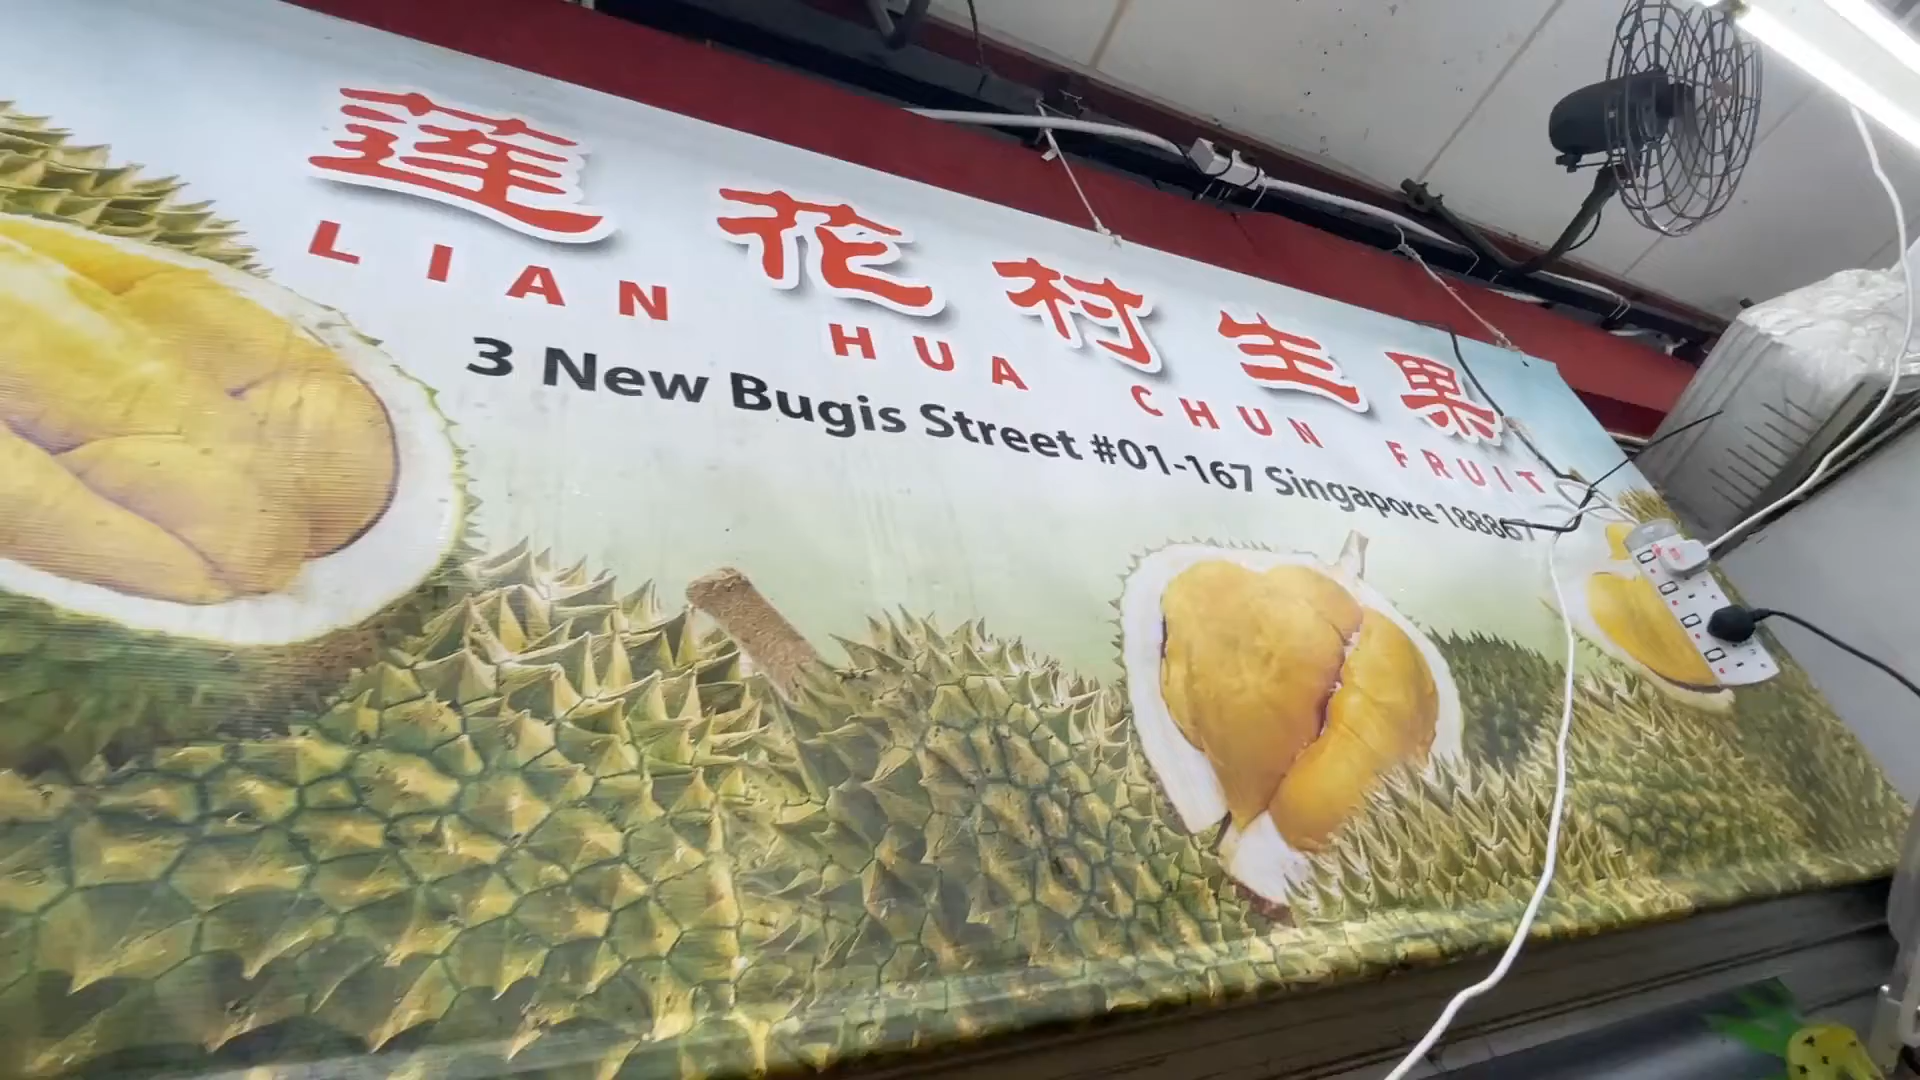 蓮花村生果
LIAN HUA CHUN FRUIT
3 New Bugis Street #01-167 Singapore 188867